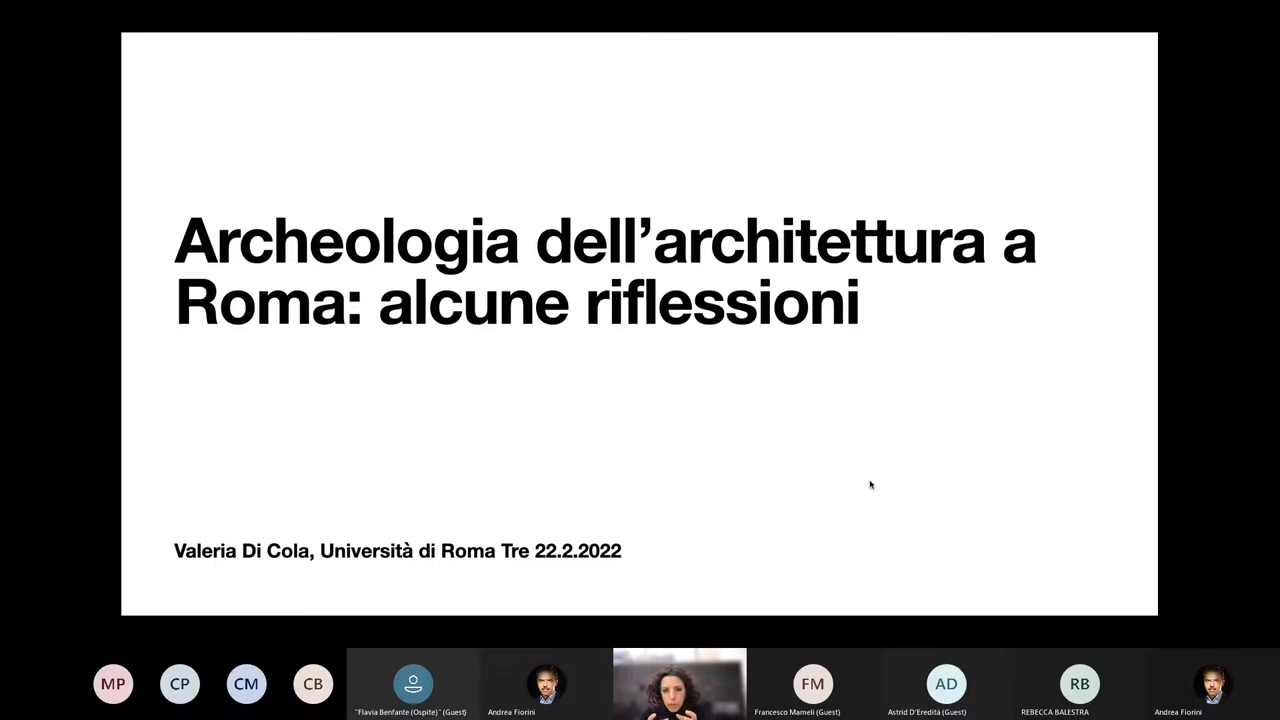 Archeologia dell’architettura a
Roma: alcune riflessioni
Valeria Di Cola, Università di Roma Tre 22.2.2022
MP
CP
CM
CB
"Flavia Benfante (Ospite)" (Guest)
Andrea Fiorini
FM
Francesco Mameli (Guest)
AD
Astrid D'Eredità (Guest)
RB
REBECCA BALESTRA
Andrea Fiorini